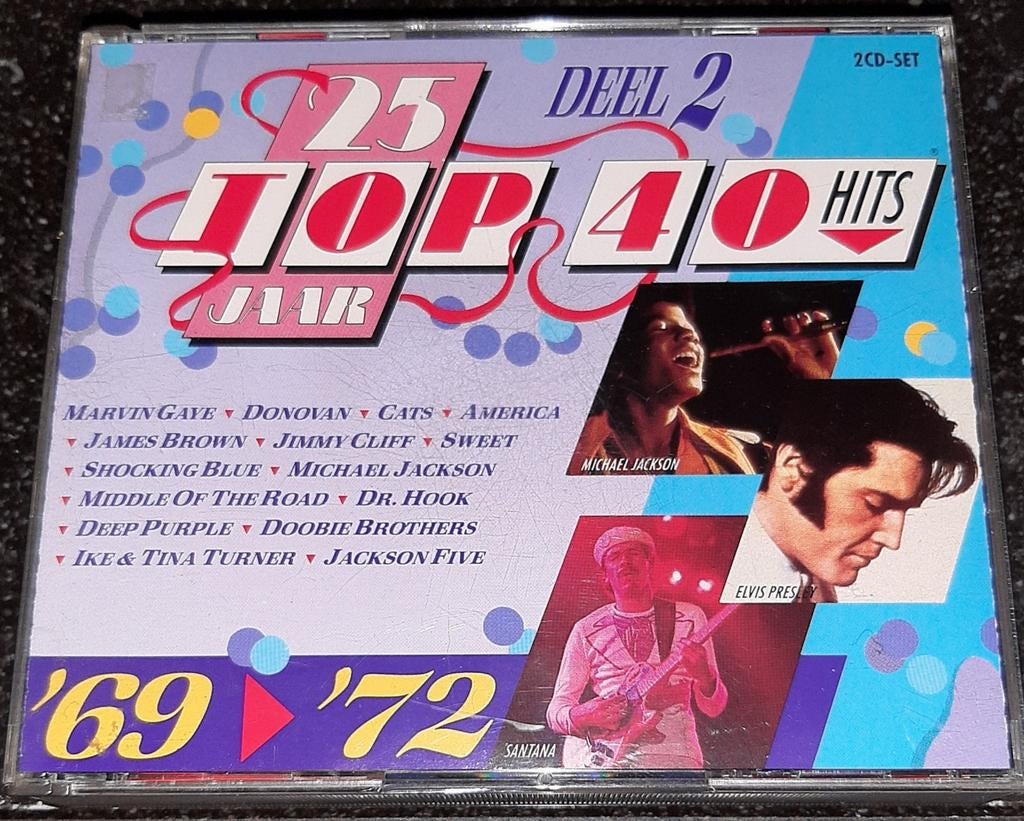 2CD-SET
'25
DEEL 2
TOP 40 HITS
JAAR
MARVIN GAYE ▾ DONOVAN ▾ CATS ▾ AMERICA
▾ JAMES BROWN ▾ JIMMY CLIFF ▾ SWEET
▾ SHOCKING BLUE ▾ MICHAEL JACKSON
▾ MIDDLE OF THE ROAD ▾ DR. HOOK
▾ DEEP PURPLE ▾ DOOBIE BROTHERS
▾ IKE & TINA TURNER ▾ JACKSON FIVE
MICHAEL JACKSON
ELVIS PRESLEY
'69 ▸ '72
SANTANA